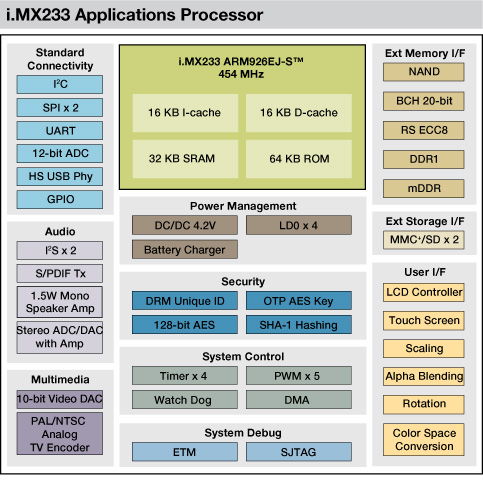 i.MX233 Applications Processor
Standard
Connectivity
I²C
SPI x 2
UART
12-bit ADC
HS USB Phy
GPIO
Audio
I²S x 2
S/PDIF Tx
1.5W Mono
Speaker Amp
Stereo ADC/DAC
with Amp
Multimedia
10-bit Video DAC
PAL/NTSC
Analog
TV Encoder
i.MX233 ARM926EJ-S™
454 MHz
16 KB I-cache
16 KB D-cache
32 KB SRAM
64 KB ROM
Power Management
DC/DC 4.2V
LD0 x 4
Battery Charger
Security
DRM Unique ID
OTP AES Key
128-bit AES
SHA-1 Hashing
System Control
Timer x 4
PWM x 5
Watch Dog
DMA
System Debug
ETM
SJTAG
Ext Memory I/F
NAND
BCH 20-bit
RS ECC8
DDR1
mDDR
Ext Storage I/F
MMC⁺/SD x 2
User I/F
LCD Controller
Touch Screen
Scaling
Alpha Blending
Rotation
Color Space
Conversion